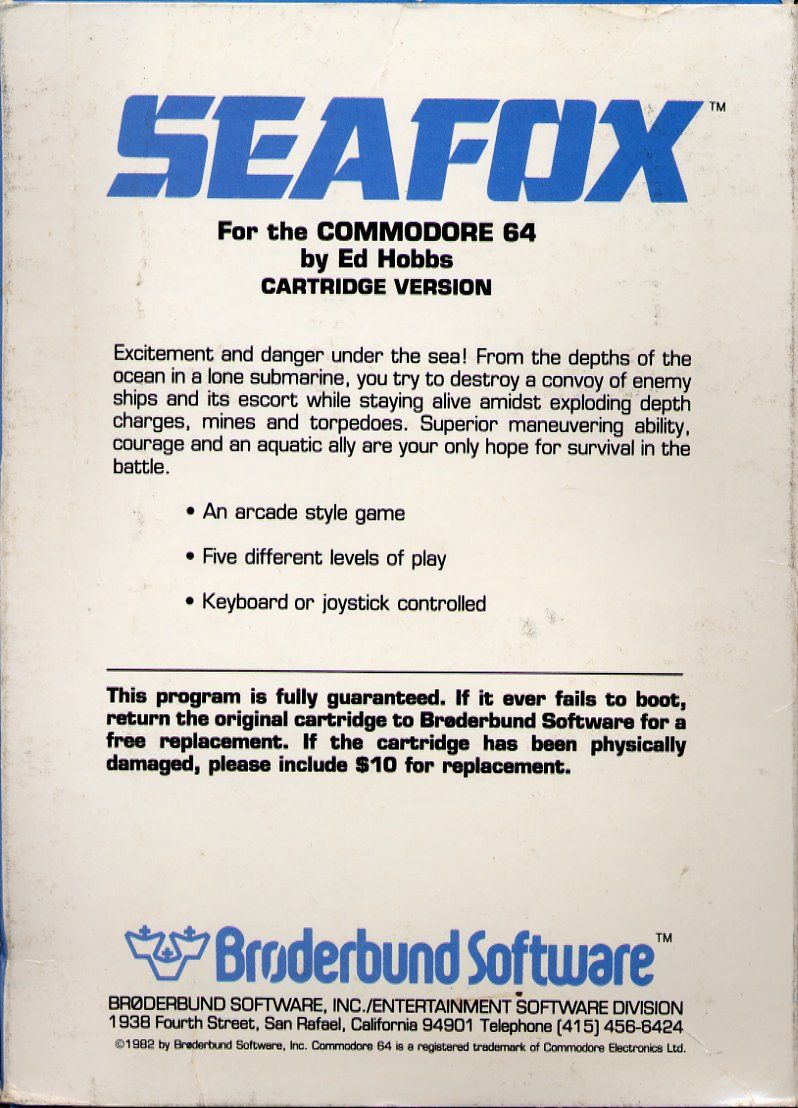 SEAFOX™
For the COMMODORE 64
by Ed Hobbs
CARTRIDGE VERSION
Excitement and danger under the sea! From the depths of the
ocean in a lone submarine, you try to destroy a convoy of enemy
ships and its escort while staying alive amidst exploding depth
charges, mines and torpedoes. Superior maneuvering ability,
courage and an aquatic ally are your only hope for survival in the
battle.
• An arcade style game
• Five different levels of play
• Keyboard or joystick controlled
This program is fully guaranteed. If it ever fails to boot,
return the original cartridge to Brøderbund Software for a
free replacement. If the cartridge has been physically
damaged, please include $10 for replacement.
Brøderbund Software™
BRØDERBUND SOFTWARE, INC./ENTERTAINMENT SOFTWARE DIVISION
1938 Fourth Street, San Rafael, California 94901 Telephone (415) 456-6424
©1982 by Brøderbund Software, Inc. Commodore 64 is a registered trademark of Commodore Electronics Ltd.